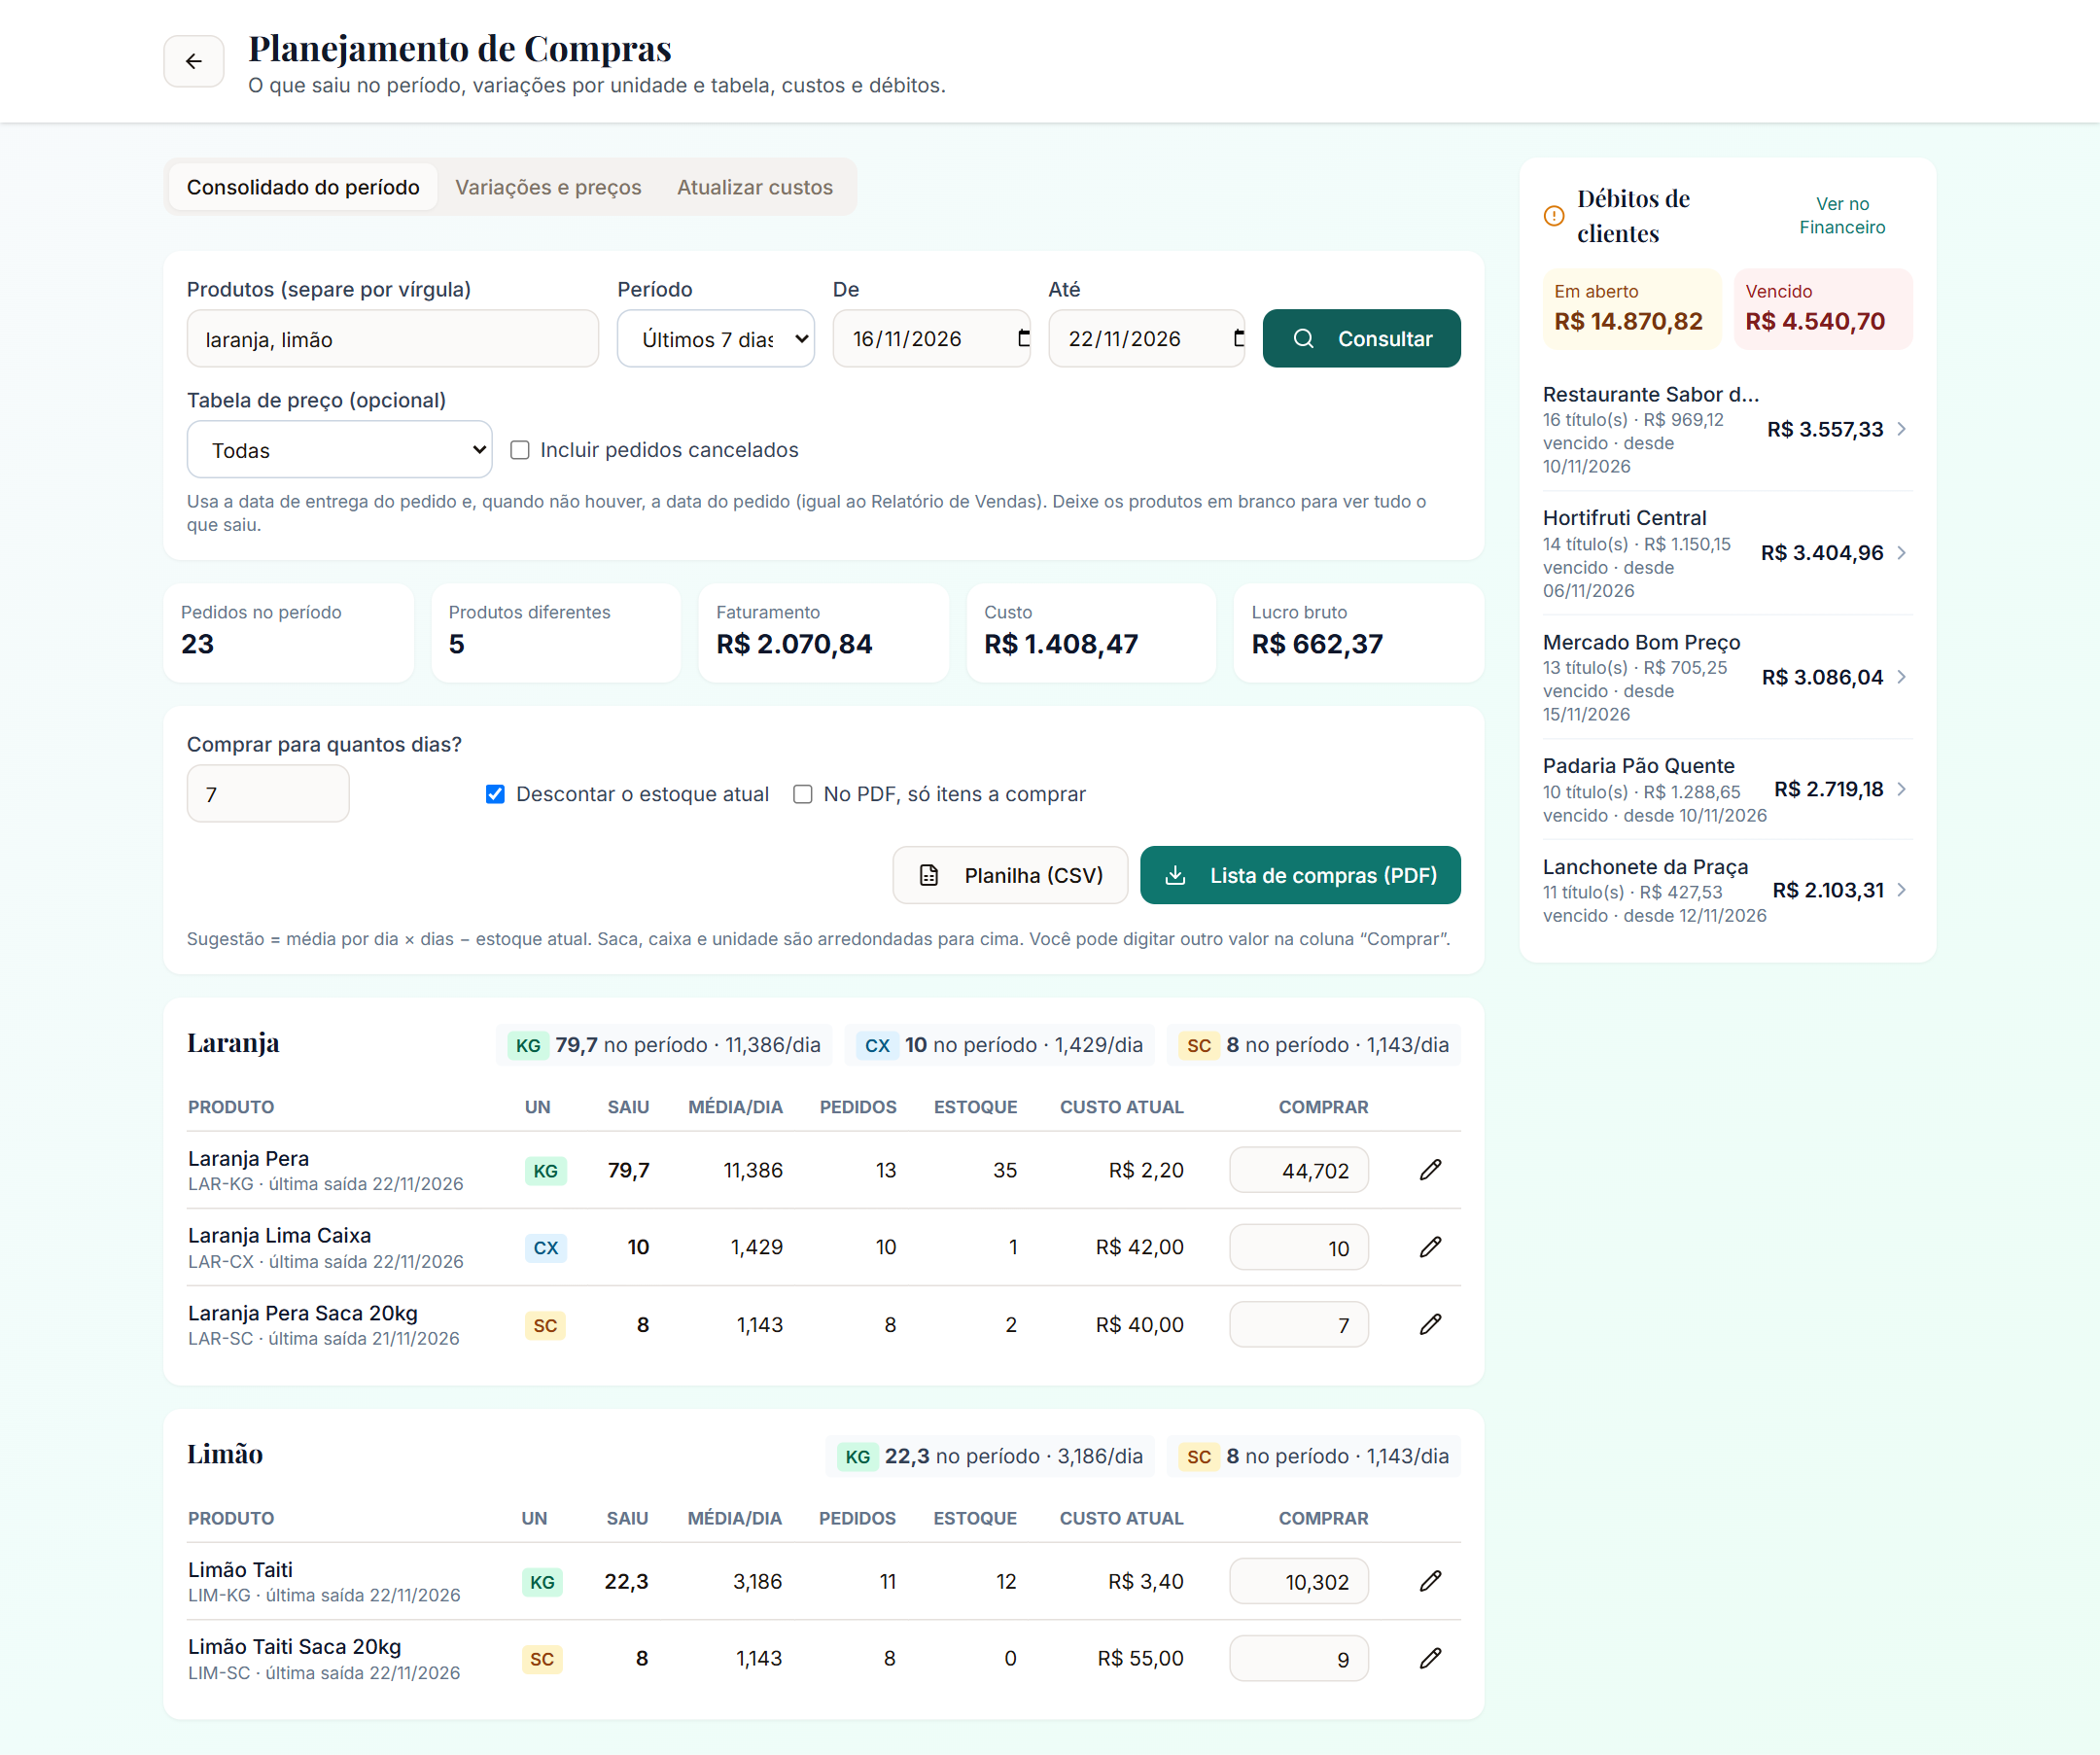 Planejamento de Compras
O que saiu no período, variações por unidade e tabela, custos e débitos.
Consolidado do período
Variações e preços
Atualizar custos
Produtos (separe por vírgula)
Período
De
Até
laranja, limão
Últimos 7 dias
16/11/2026
22/11/2026
Consultar
Tabela de preço (opcional)
Todas
Incluir pedidos cancelados
Usa a data de entrega do pedido e, quando não houver, a data do pedido (igual ao Relatório de Vendas). Deixe os produtos em branco para ver tudo o
que saiu.
Pedidos no período
23
Produtos diferentes
5
Faturamento
R$ 2.070,84
Custo
R$ 1.408,47
Lucro bruto
R$ 662,37
Comprar para quantos dias?
7
Descontar o estoque atual
No PDF, só itens a comprar
Planilha (CSV)
Lista de compras (PDF)
Sugestão = média por dia × dias − estoque atual. Saca, caixa e unidade são arredondadas para cima. Você pode digitar outro valor na coluna “Comprar”.
Laranja
KG 79,7 no período · 11,386/dia
CX 10 no período · 1,429/dia
SC 8 no período · 1,143/dia
PRODUTO UN SAIU MÉDIA/DIA PEDIDOS ESTOQUE CUSTO ATUAL COMPRAR
Laranja Pera
LAR-KG · última saída 22/11/2026
KG 79,7 11,386 13 35 R$ 2,20 44,702
Laranja Lima Caixa
LAR-CX · última saída 22/11/2026
CX 10 1,429 10 1 R$ 42,00 10
Laranja Pera Saca 20kg
LAR-SC · última saída 21/11/2026
SC 8 1,143 8 2 R$ 40,00 7
Limão
KG 22,3 no período · 3,186/dia
SC 8 no período · 1,143/dia
PRODUTO UN SAIU MÉDIA/DIA PEDIDOS ESTOQUE CUSTO ATUAL COMPRAR
Limão Taiti
LIM-KG · última saída 22/11/2026
KG 22,3 3,186 11 12 R$ 3,40 10,302
Limão Taiti Saca 20kg
LIM-SC · última saída 22/11/2026
SC 8 1,143 8 0 R$ 55,00 9
Débitos de
clientes
Ver no
Financeiro
Em aberto
R$ 14.870,82
Vencido
R$ 4.540,70
Restaurante Sabor d...
16 título(s) · R$ 969,12
vencido · desde
10/11/2026
R$ 3.557,33
Hortifruti Central
14 título(s) · R$ 1.150,15
vencido · desde
06/11/2026
R$ 3.404,96
Mercado Bom Preço
13 título(s) · R$ 705,25
vencido · desde
15/11/2026
R$ 3.086,04
Padaria Pão Quente
10 título(s) · R$ 1.288,65
vencido · desde 10/11/2026
R$ 2.719,18
Lanchonete da Praça
11 título(s) · R$ 427,53
vencido · desde 12/11/2026
R$ 2.103,31